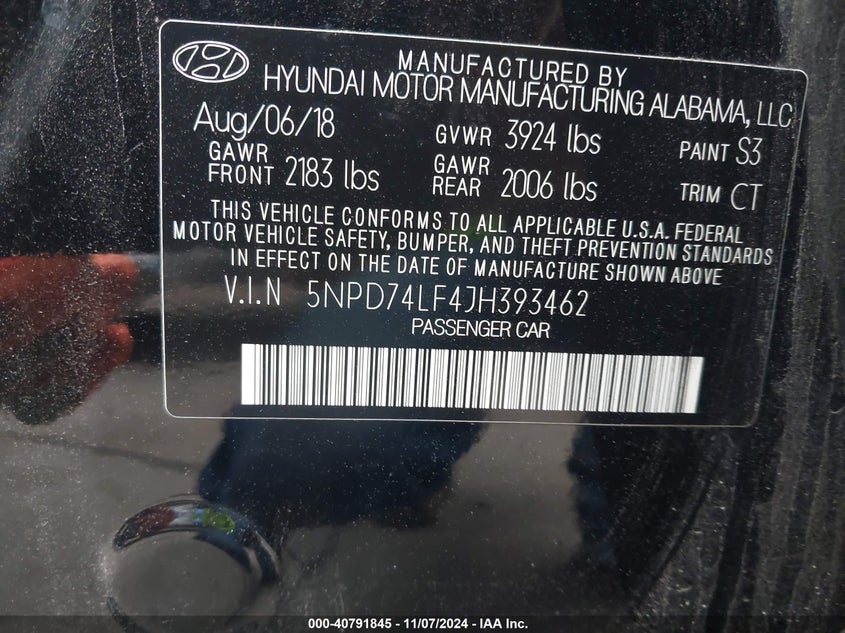 MANUFACTURED BY
HYUNDAI MOTOR MANUFACTURING ALABAMA, LLC
Aug/06/18 GVWR 3924 lbs PAINT S3
GAWR FRONT 2183 lbs GAWR REAR 2006 lbs TRIM CT
THIS VEHICLE CONFORMS TO ALL APPLICABLE U.S.A. FEDERAL
MOTOR VEHICLE SAFETY, BUMPER, AND THEFT PREVENTION STANDARDS
IN EFFECT ON THE DATE OF MANUFACTURE SHOWN ABOVE
V.I.N 5NPD74LF4JH393462
PASSENGER CAR
000-40791845 - 11/07/2024 - IAA Inc.